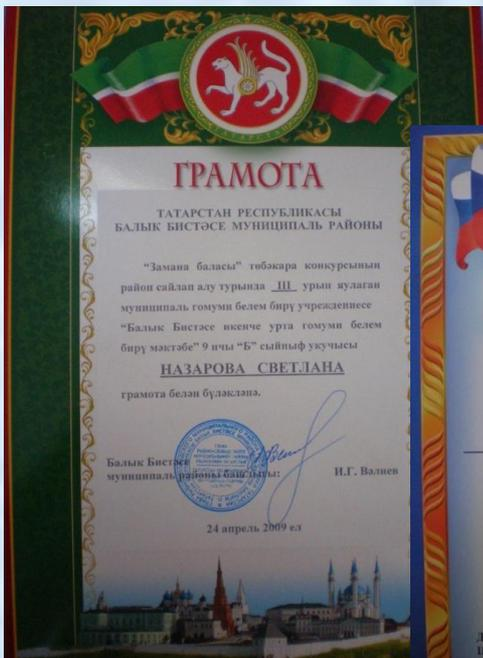 ТАТАРСТАН
ГРАМОТА
ТАТАРСТАН РЕСПУБЛИКАСЫ
БАЛЫК БИСТӘСЕ МУНИЦИПАЛЬ РАЙОНЫ
“Замана баласы” төбәкара конкурсының
район сайлап алу турында III урын яулаган
муниципаль гомуми белем бирү учреждениесе
“Балык Бистәсе икенче урта гомуми белем
бирү мәктәбе” 9 нчы “Б” сыйныф укучысы
НАЗАРОВА СВЕТЛАНА
грамота белән бүләкләнә.
Балык Бистәсе
муниципаль районы башлыгы: И.Г. Валиев
24 апрель 2009 ел